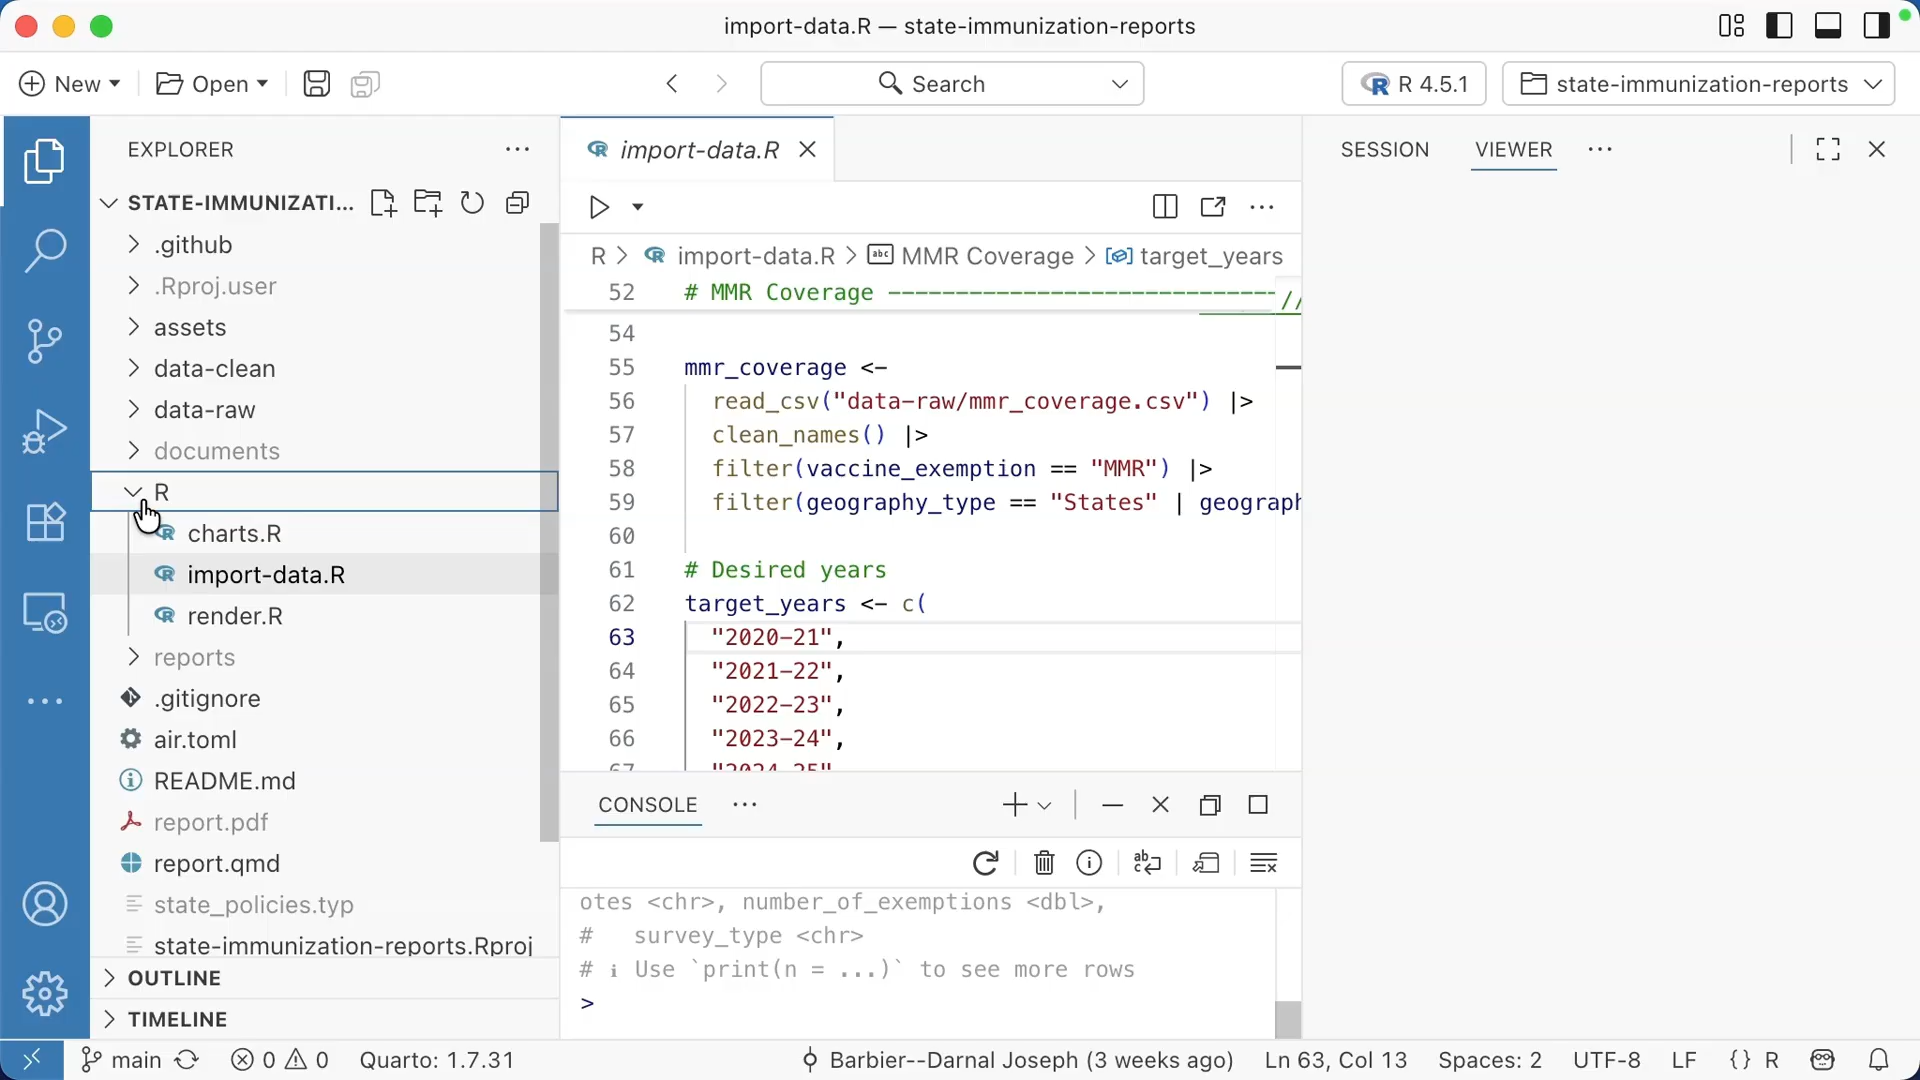 import-data.R — state-immunization-reports
New
Open
Search
R 4.5.1
state-immunization-reports
EXPLORER
STATE-IMMUNIZATI...
.github
.Rproj.user
assets
data-clean
data-raw
documents
R
charts.R
import-data.R
render.R
reports
.gitignore
air.toml
README.md
report.pdf
report.qmd
state_policies.typ
state-immunization-reports.Rproj
OUTLINE
TIMELINE
import-data.R
R > import-data.R > MMR Coverage > target_years
52 # MMR Coverage ----------------------------
54
55 mmr_coverage <-
56 read_csv("data-raw/mmr_coverage.csv") |>
57 clean_names() |>
58 filter(vaccine_exemption == "MMR") |>
59 filter(geography_type == "States" | geograph
60
61 # Desired years
62 target_years <- c(
63 "2020-21",
64 "2021-22",
65 "2022-23",
66 "2023-24",
67 "2024-25"
CONSOLE
otes <chr>, number_of_exemptions <dbl>,
# survey_type <chr>
# ℹ Use `print(n = ...)` to see more rows
>
SESSION
VIEWER
main
0
0
Quarto: 1.7.31
Barbier--Darnal Joseph (3 weeks ago)
Ln 63, Col 13
Spaces: 2
UTF-8
LF
{} R